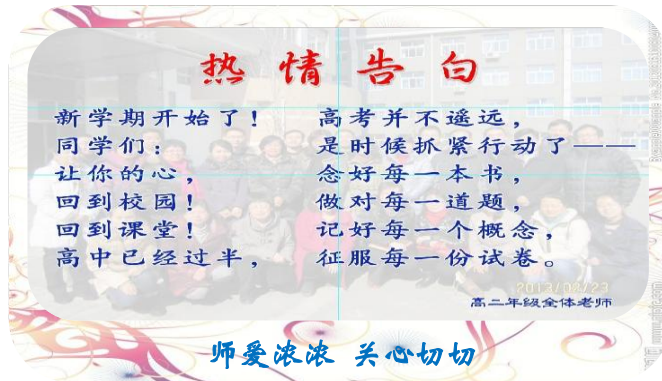 热情告白
新学期开始了！
同学们：
让你的心，
回到校园！
回到课堂！
高中已经过半，
高考并不遥远，
是时候抓紧行动了——
念好每一本书，
做对每一道题，
记好每一个概念，
征服每一份试卷。
2013/02/23
高二年级全体老师
师爱浓浓 关心切切